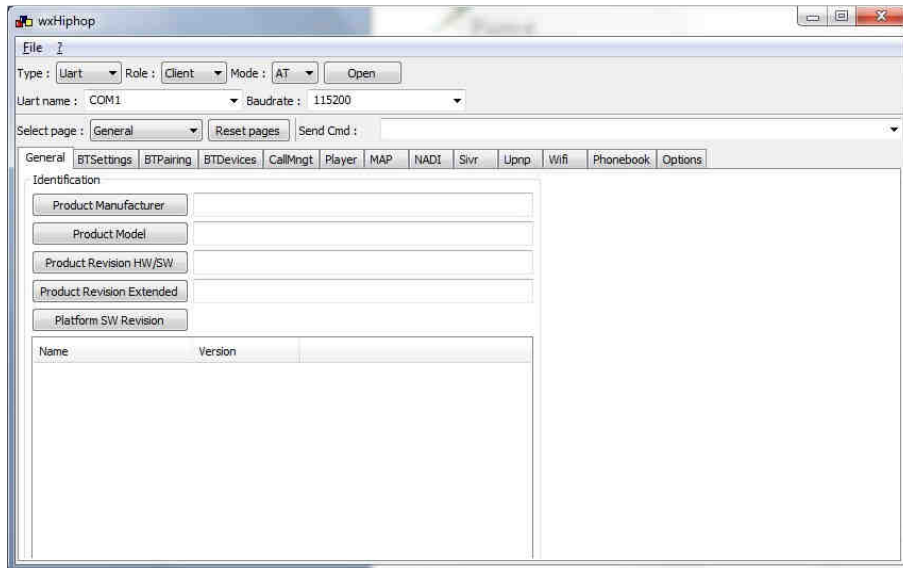 wxHiphop
File ?
Type : Uart Role : Client Mode : AT Open
Uart name : COM1 Baudrate : 115200
Select page : General Reset pages Send Cmd :
General BTSettings BTPairing BTDevices CallMngt Player MAP NADI Sivr Upnp Wifi Phonebook Options
Identification
Product Manufacturer
Product Model
Product Revision HW/SW
Product Revision Extended
Platform SW Revision
Name Version